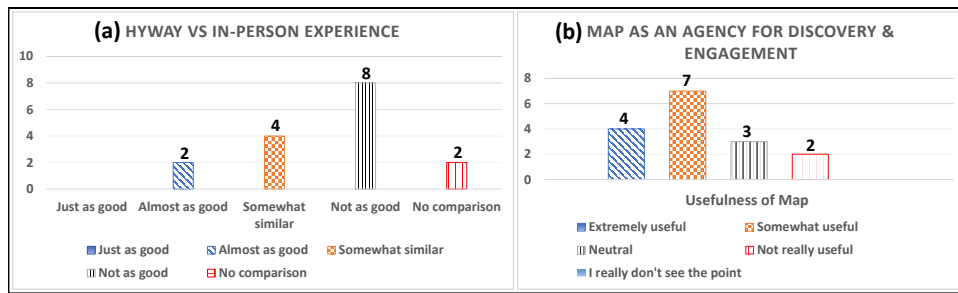 (a) HYWAY VS IN-PERSON EXPERIENCE
10
8
6
4
2
0
2
4
8
2
Just as good
Almost as good
Somewhat
similar
Not as good
No comparison
Just as good
Almost as good
Somewhat similar
Not as good
No comparison
(b) MAP AS AN AGENCY FOR DISCOVERY &
ENGAGEMENT
8
6
4
2
0
4
7
3
2
Usefulness of Map
Extremely useful
Somewhat useful
Neutral
Not really useful
I really don't see the point